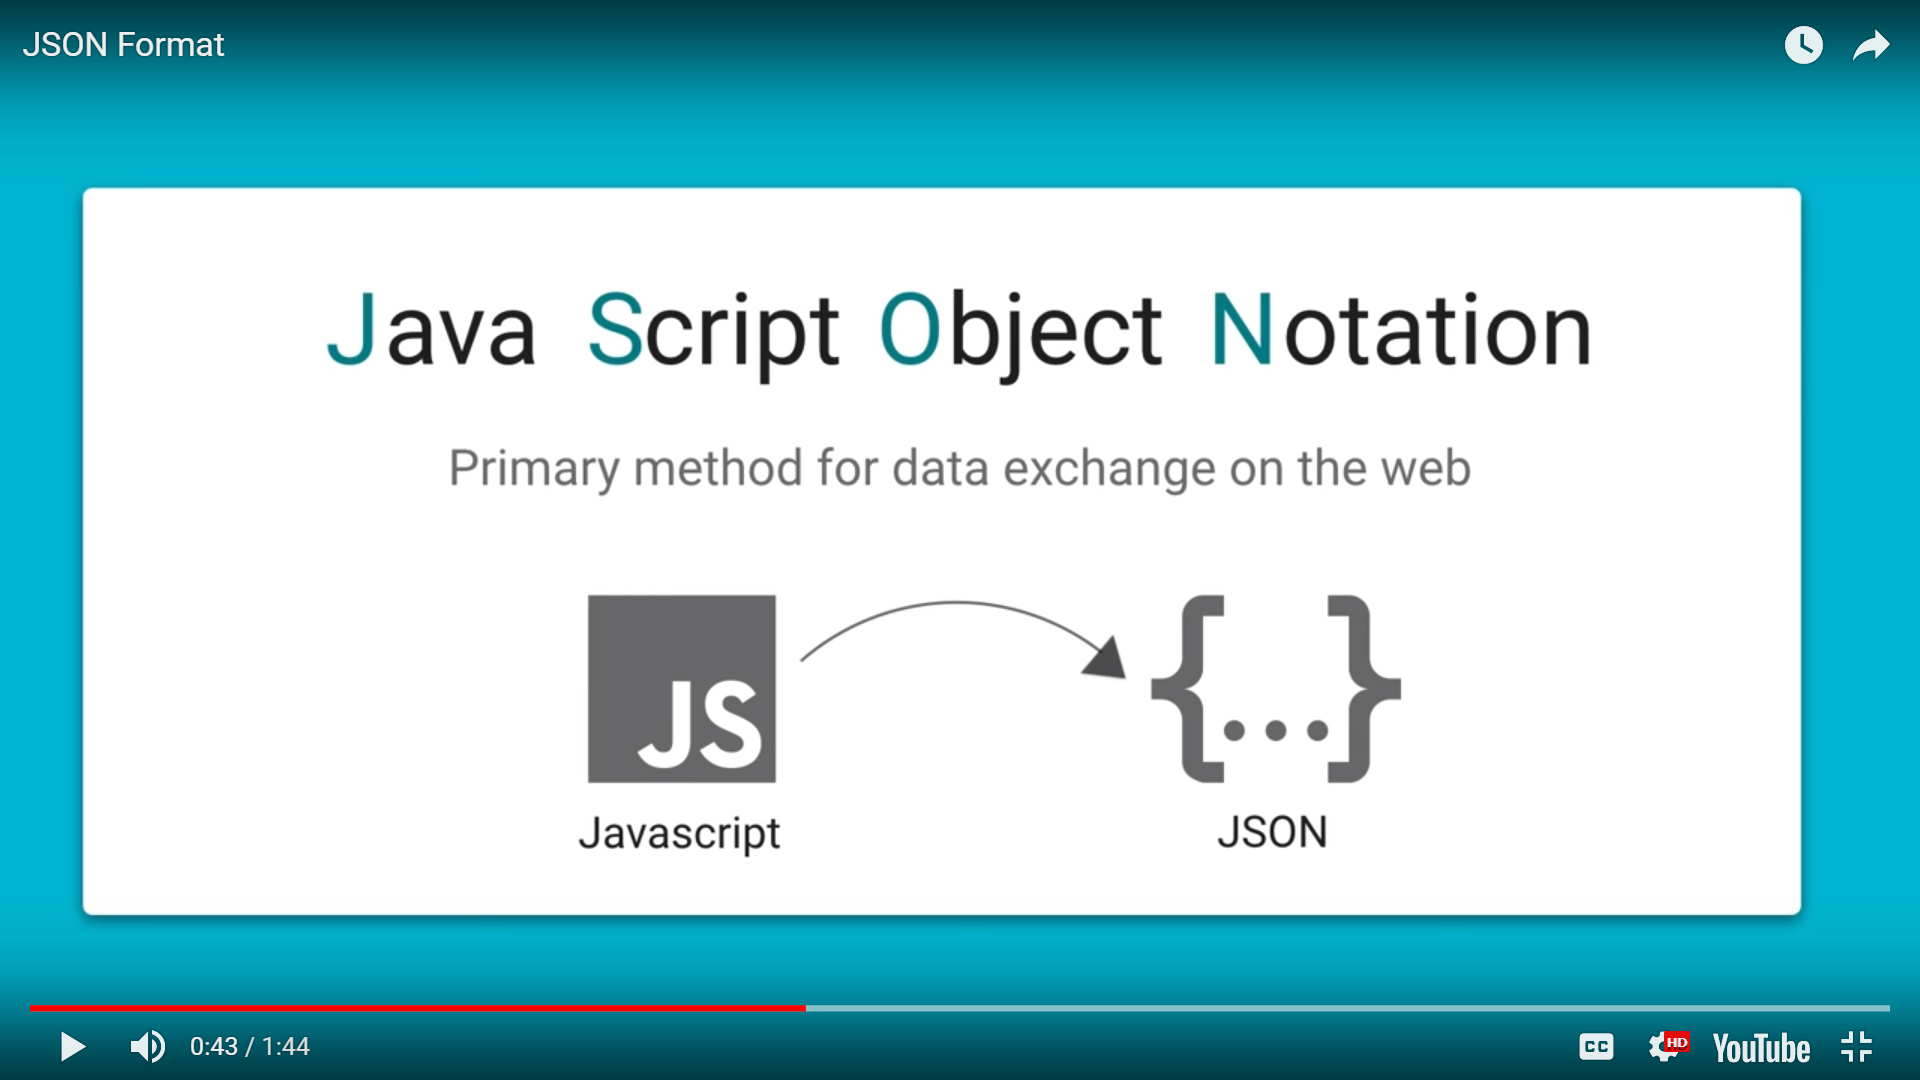 JSON Format
Java Script Object Notation
Primary method for data exchange on the web
JS
{...}
Javascript
JSON
0:43 / 1:44
CC
HD
YouTube